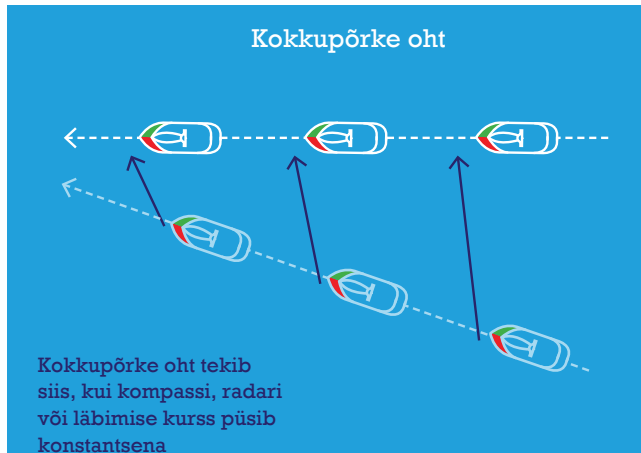 Kokkupõrke oht
Kokkupõrke oht tekib
siis, kui kompassi, radari
või läbimise kurss püsib
konstantsena